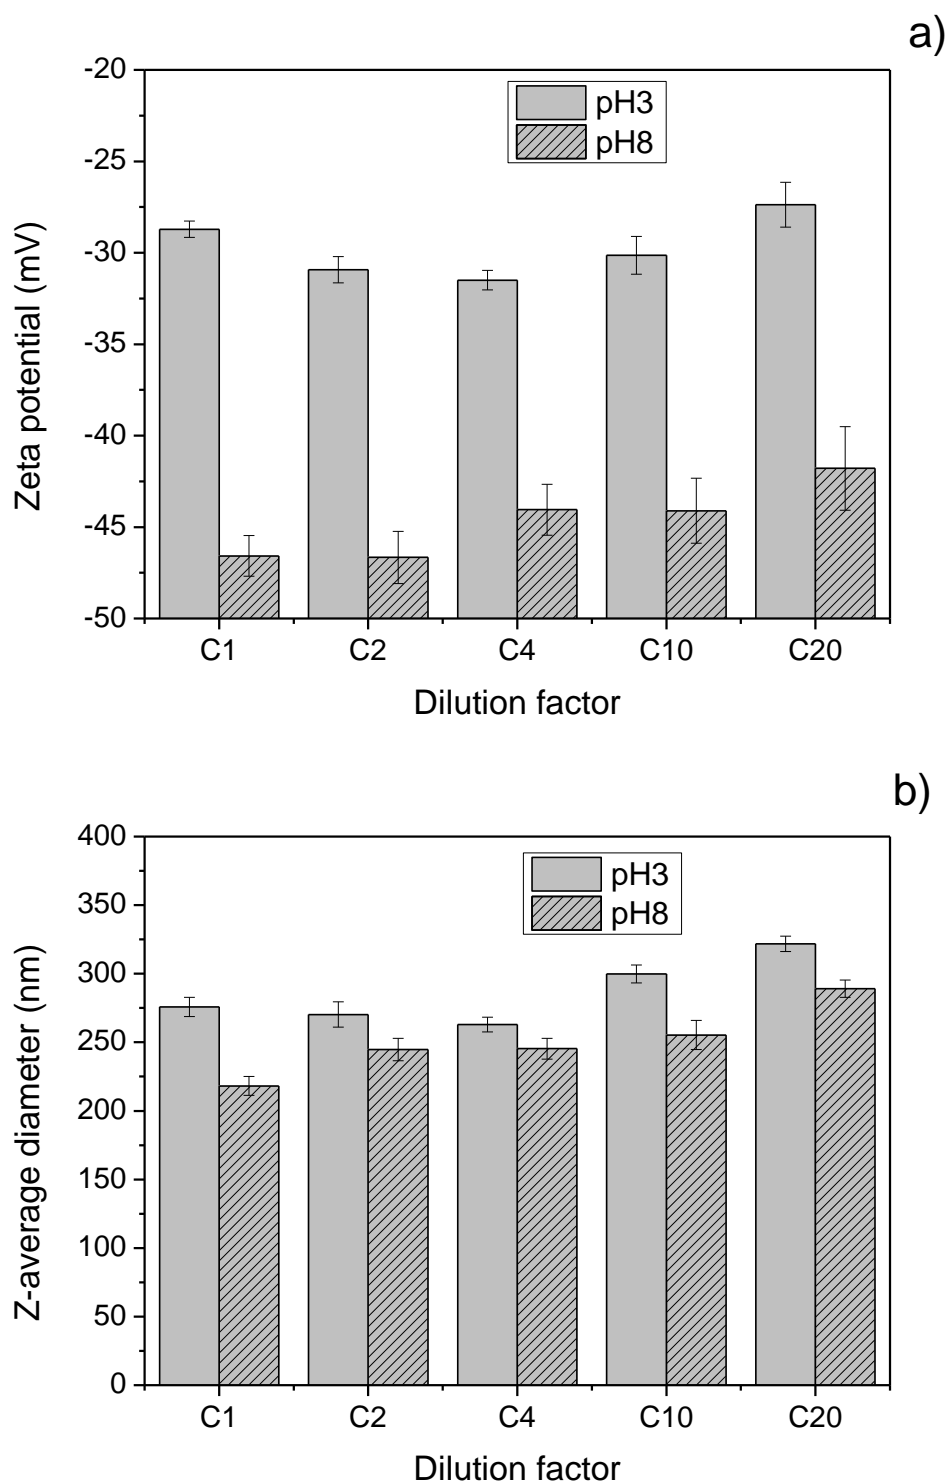 a)
-20
-25
-30
-35
-40
-45
-50
Zeta potential (mV)
pH3
pH8
C1 C2 C4 C10 C20
Dilution factor
b)
400
350
300
250
200
150
100
50
0
Z-average diameter (nm)
pH3
pH8
C1 C2 C4 C10 C20
Dilution factor